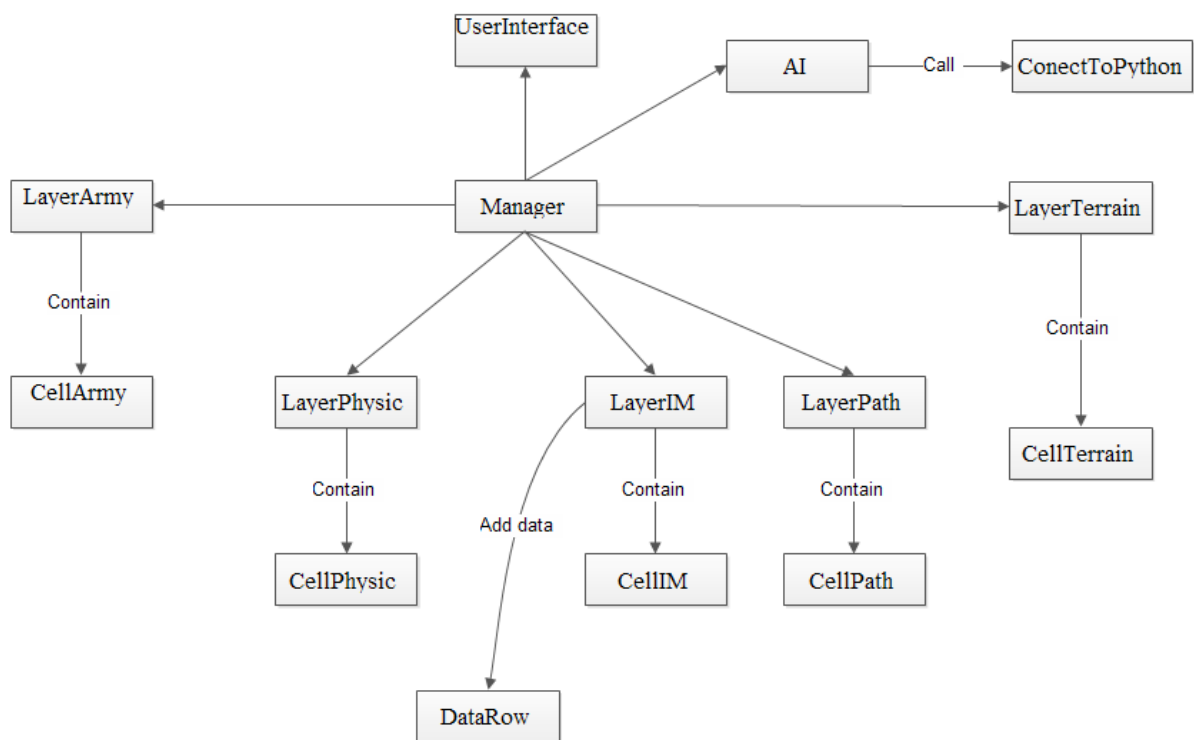 UserInterface
AI
Call
ConectToPython
LayerArmy
Manager
LayerTerrain
Contain
Contain
CellArmy
LayerPhysic
LayerIM
LayerPath
CellTerrain
Contain
Contain
Contain
Add data
CellPhysic
CellIM
CellPath
DataRow